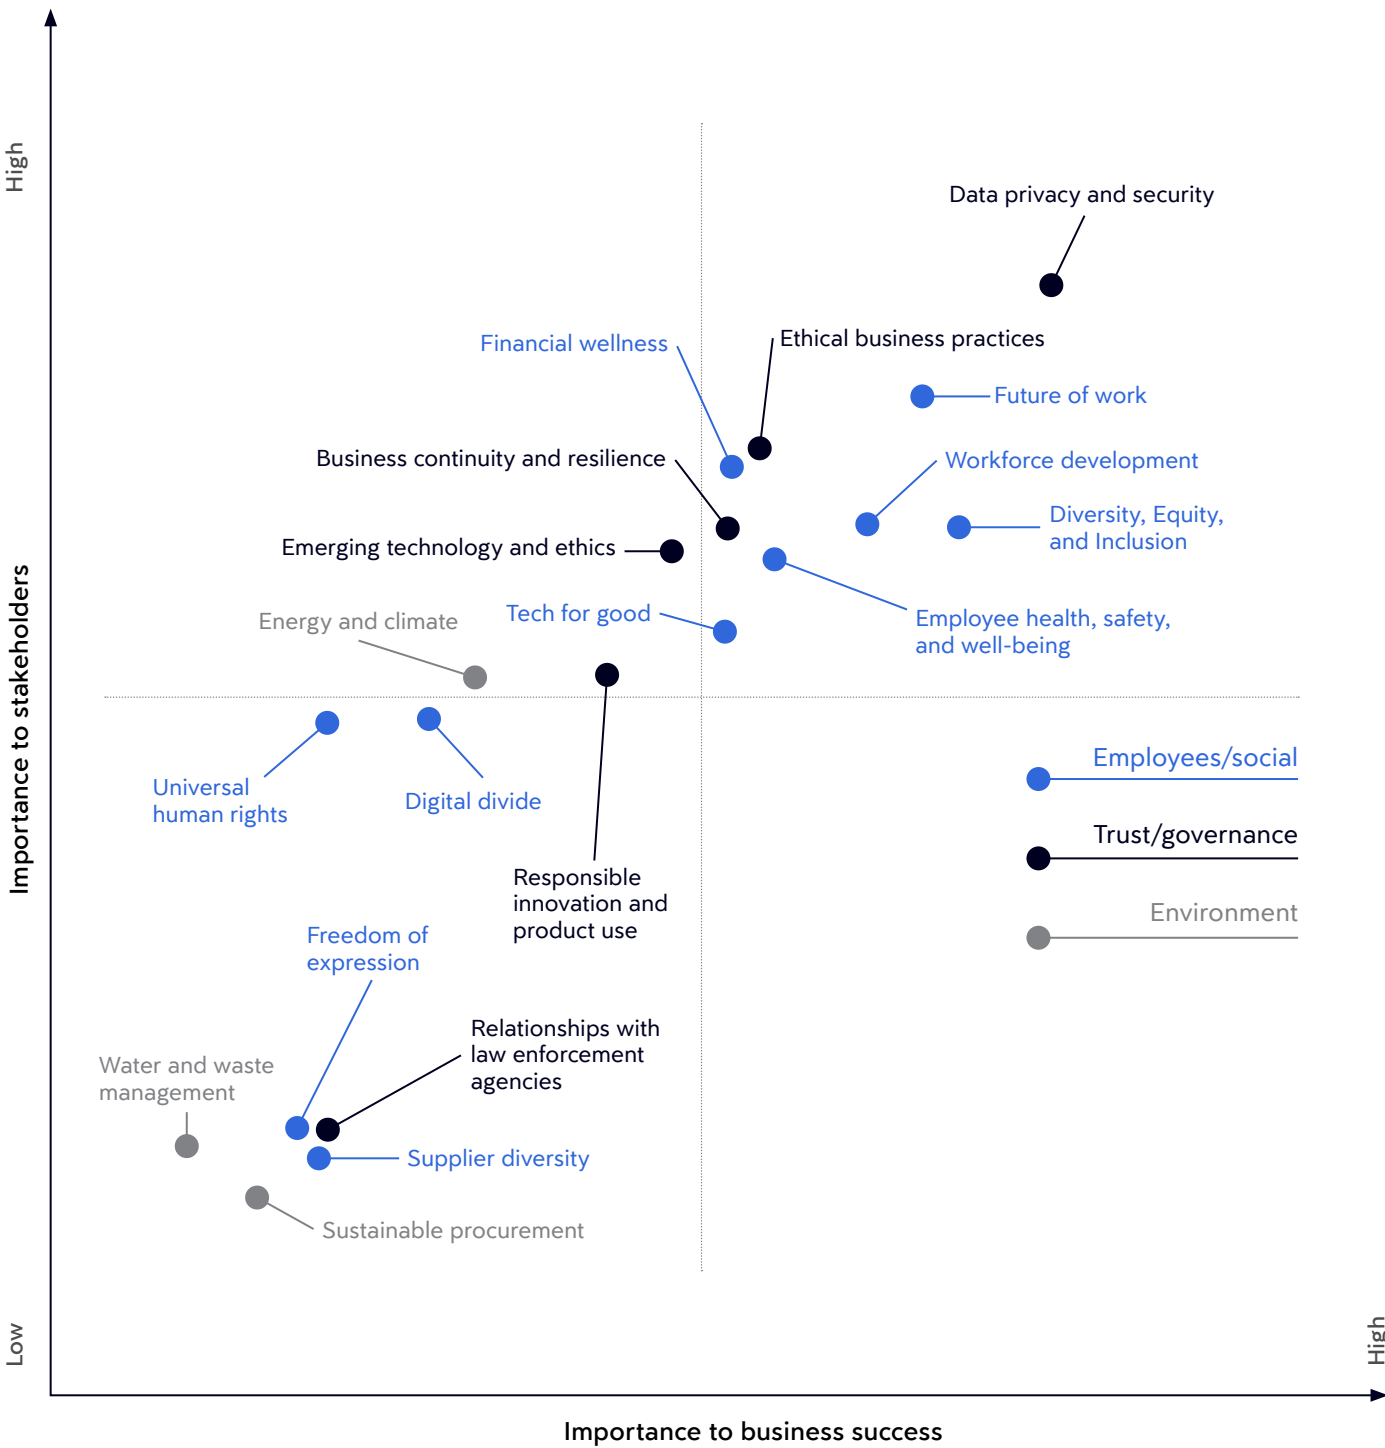 High
Data privacy and security
Financial wellness
Ethical business practices
Future of work
Business continuity and resilience
Workforce development
Diversity, Equity,
and Inclusion
Emerging technology and ethics
Energy and climate
Tech for good
Employee health, safety,
and well-being
Importance to stakeholders
Universal
human rights
Digital divide
Employees/social
Trust/governance
Responsible
innovation and
product use
Environment
Freedom of
expression
Relationships with
law enforcement
agencies
Water and waste
management
Supplier diversity
Sustainable procurement
Low
High
Importance to business success